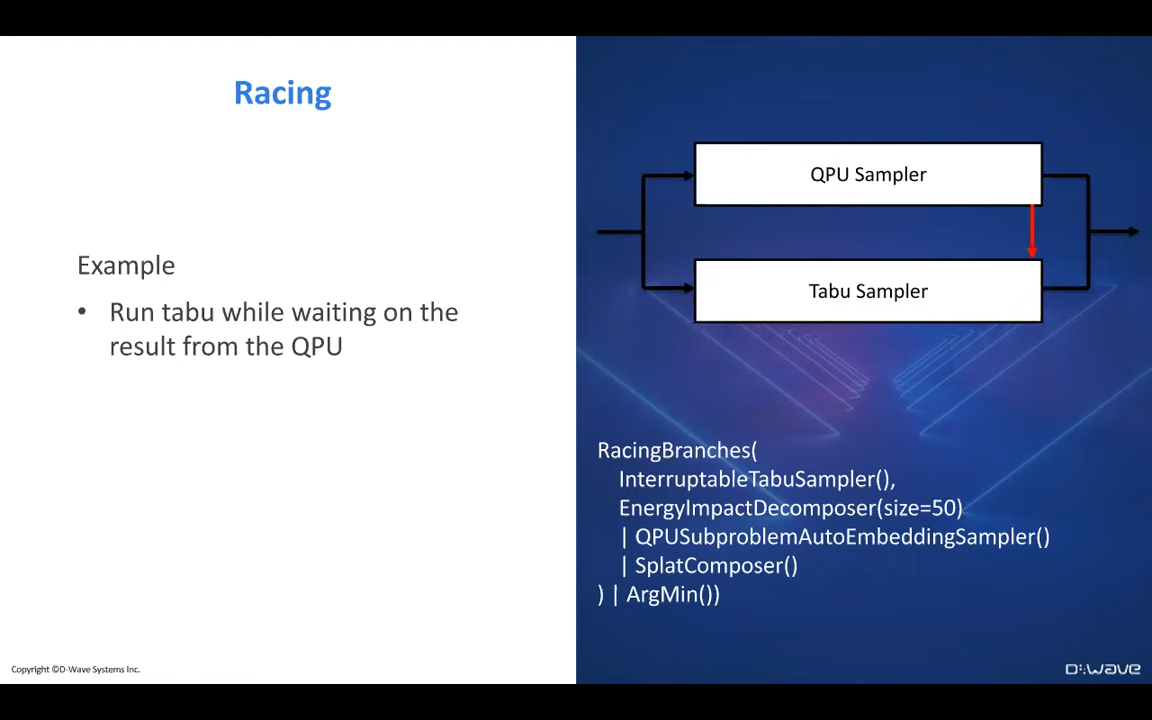 Racing
Example
• Run tabu while waiting on the
result from the QPU
QPU Sampler
Tabu Sampler
RacingBranches(
InterruptableTabuSampler(),
EnergyImpactDecomposer(size=50)
| QPUSubproblemAutoEmbeddingSampler()
| SplatComposer()
) | ArgMin())
Copyright ©D-Wave Systems Inc.
D:wave